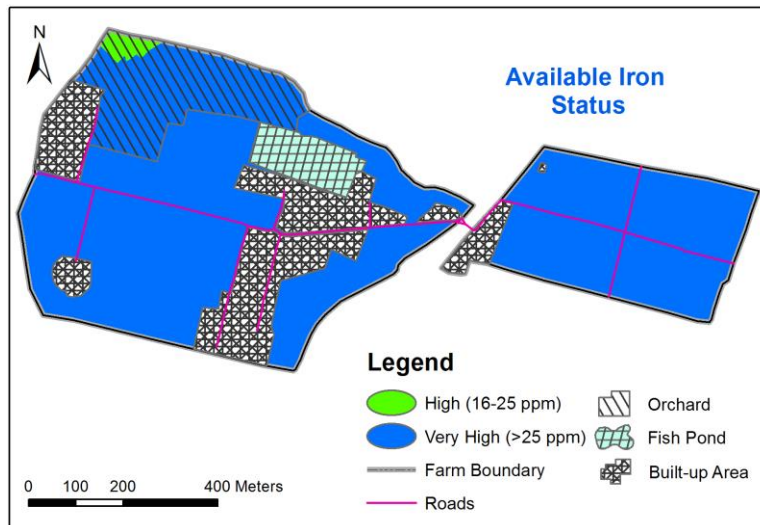 N
Available Iron
Status
Legend
High (16-25 ppm)
Very High (>25 ppm)
Farm Boundary
Roads
Orchard
Fish Pond
Built-up Area
0 100 200 400 Meters